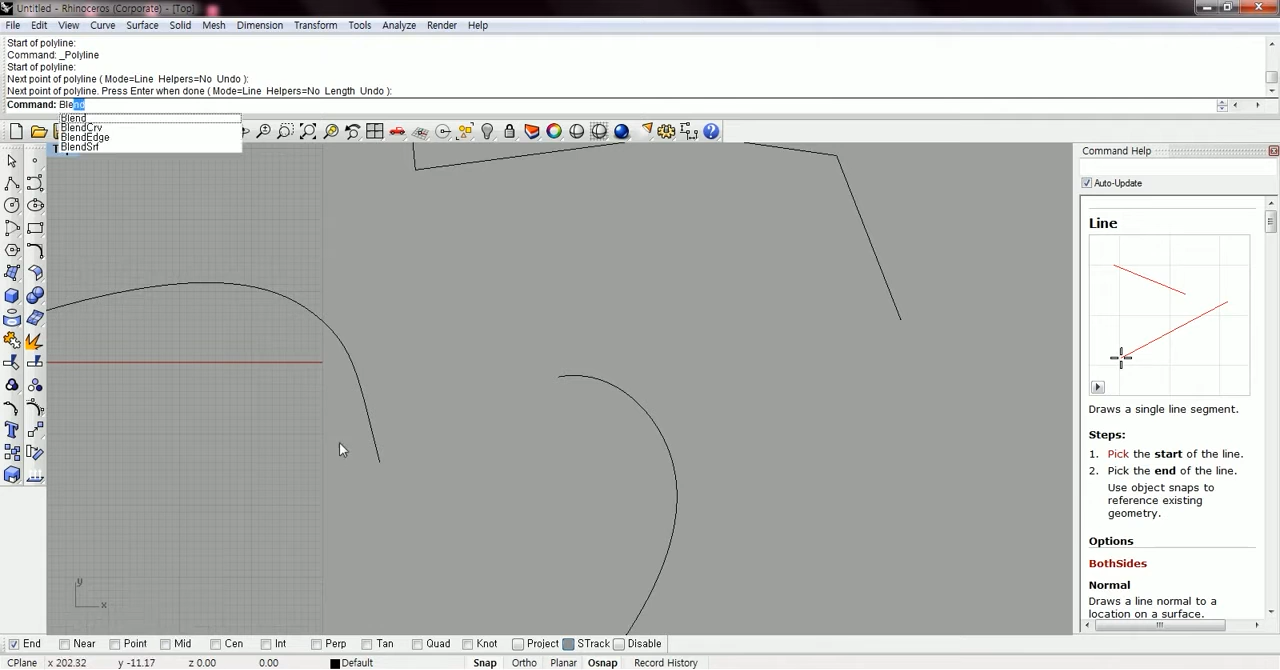 Untitled - Rhinoceros (Corporate) - [Top]
File Edit View Curve Surface Solid Mesh Dimension Transform Tools Analyze Render Help
Start of polyline:
Command: _Polyline
Start of polyline:
Next point of polyline ( Mode=Line Helpers=No Undo ):
Next point of polyline. Press Enter when done ( Mode=Line Helpers=No Length Undo ):
Command: Blend
Blend
BlendCrv
BlendEdge
BlendSrf
Command Help
Auto-Update
Line
Draws a single line segment.
Steps:
1. Pick the start of the line.
2. Pick the end of the line.
Use object snaps to
reference existing
geometry.
Options
BothSides
Normal
Draws a line normal to a
location on a surface.
y
x
End Near Point Mid Cen Int Perp Tan Quad Knot Project STrack Disable
CPlane x 202.32 y -11.17 z 0.00 0.00 Default Snap Ortho Planar Osnap Record History